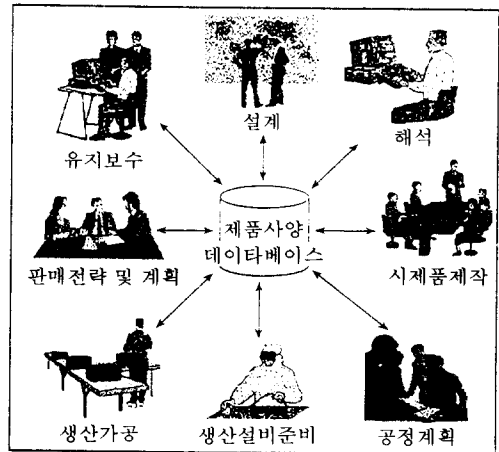 설계
해석
유지보수
제품사양
데이타베이스
판매전략 및 계획
시제품제작
생산가공
생산설비준비
공정계획